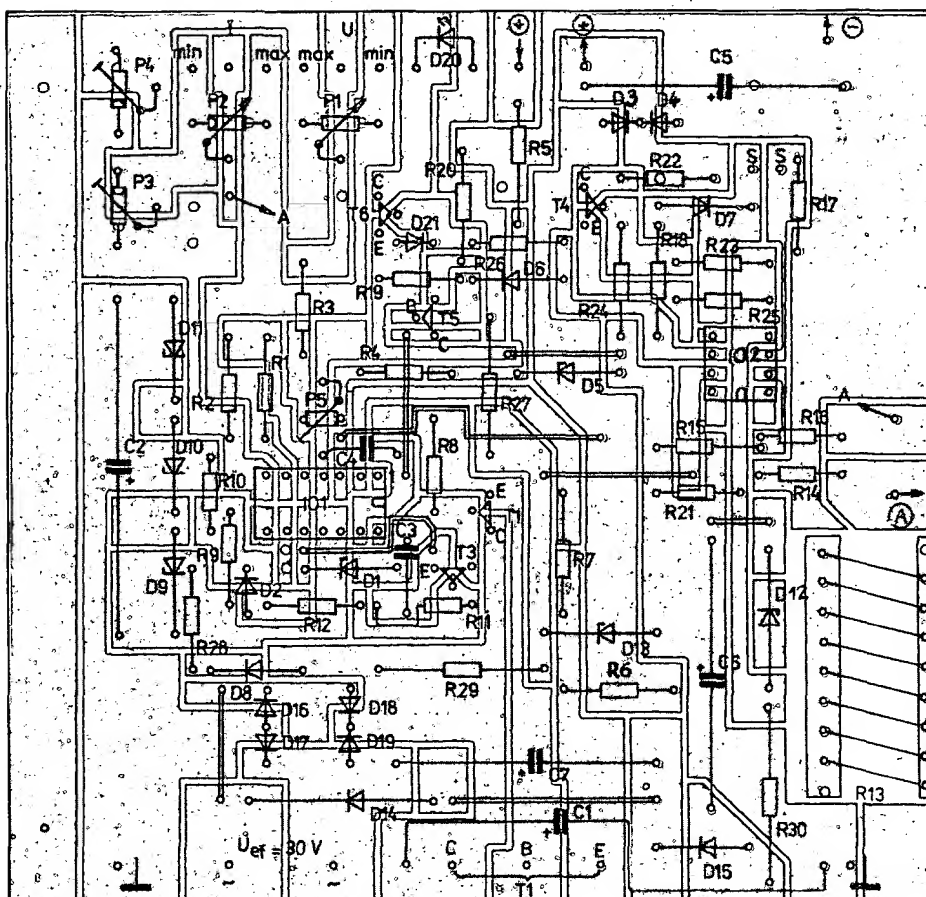 P4
I
U
min
max
max
min
D20
+
+
−
C5
P2
P1
D3
D4
R5
R20
R22
S
S
P3
A
C
T6
E
D21
C
T4
E
D7
R17
R18
R23
R26
D6
R19
R3
R24
R25
B
T5
C
D11
R4
D5
IO2
R2
R1
P5
R27
A
R15
R16
C2
D10
C4
R8
R10
R14
R21
IO1
E
C
A
C3
R9
T3
R7
D9
D2
D1
E
D12
R12
R11
R28
D13
D8
R29
R6
C6
D16
D18
D17
D19
C7
R13
D14
C1
R30
Uef = 30 V
C
B
E
D15
~
~
T1